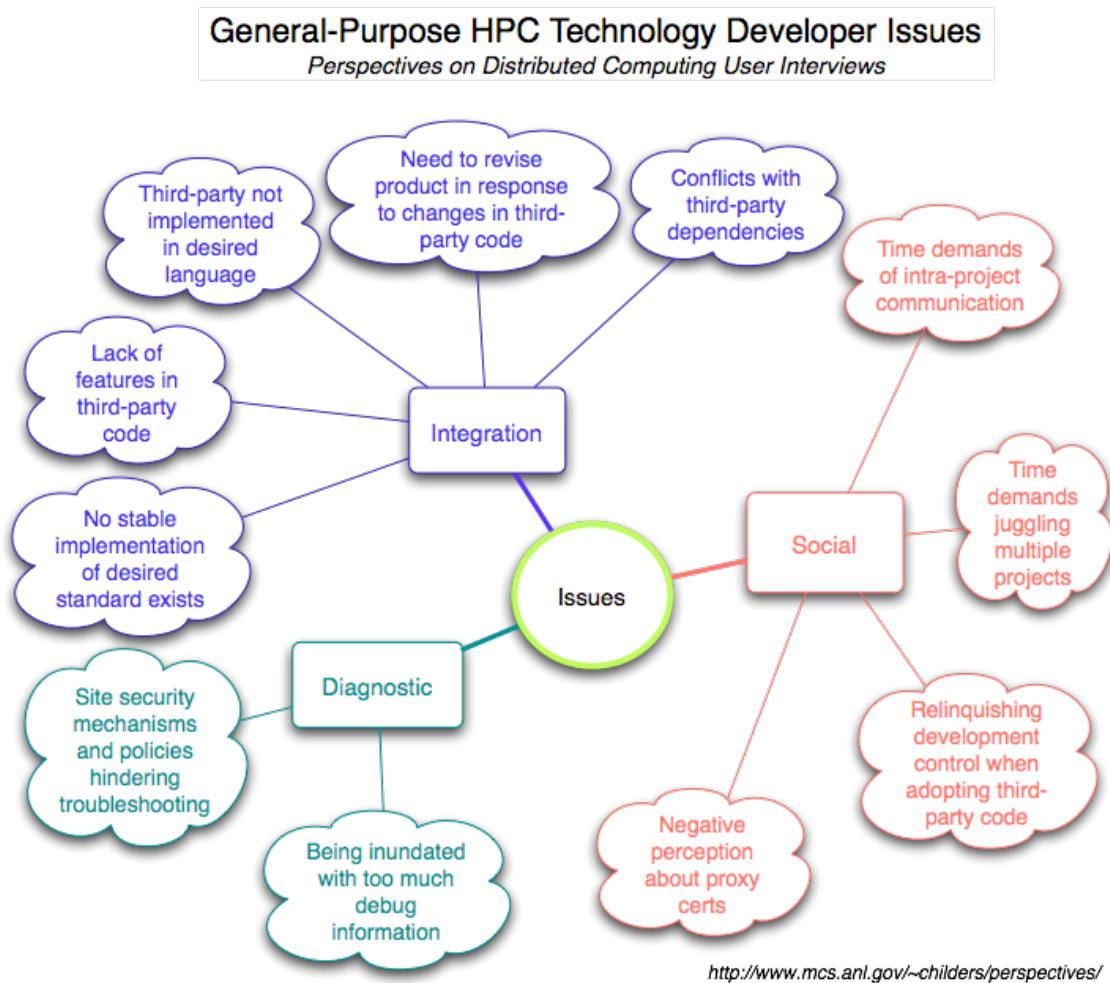 General-Purpose HPC Technology Developer Issues
Perspectives on Distributed Computing User Interviews
Third-party not
implemented
in desired
language
Need to revise
product in response
to changes in third-
party code
Conflicts with
third-party
dependencies
Time demands
of intra-project
communication
Lack of
features in
third-party
code
Integration
No stable
implementation
of desired
standard exists
Time
demands
juggling
multiple
projects
Social
Issues
Diagnostic
Site security
mechanisms
and policies
hindering
troubleshooting
Being inundated
with too much
debug
information
Negative
perception
about proxy
certs
Relinquishing
development
control when
adopting third-
party code
http://www.mcs.anl.gov/~childers/perspectives/